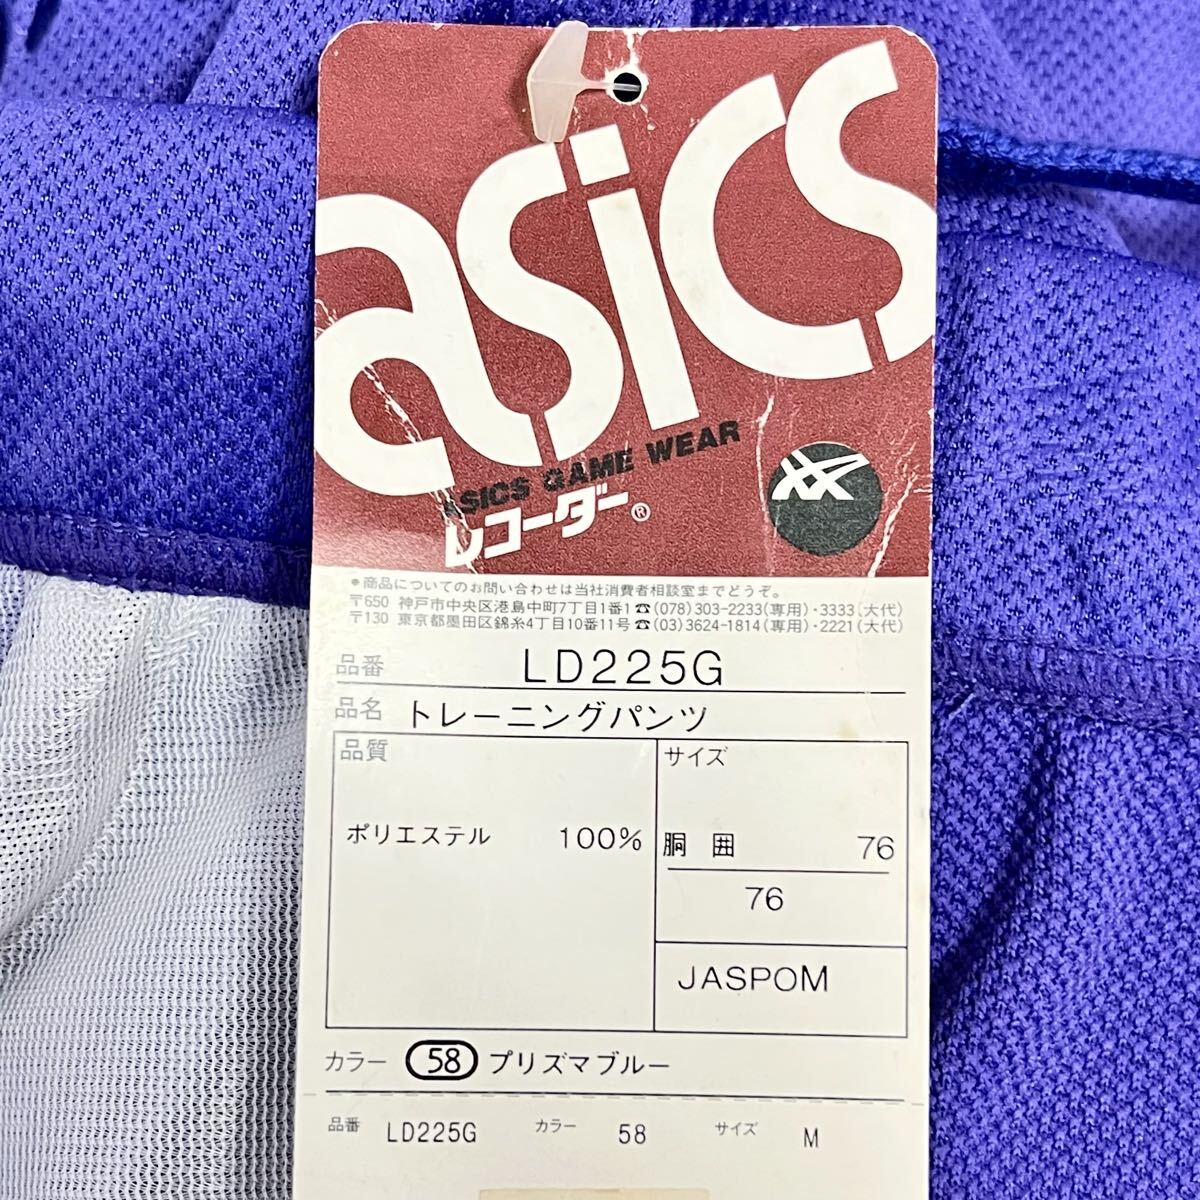 asics
ASICS GAME WEAR
レコーダー®
●商品についてのお問い合わせは当社消費者相談室までどうぞ。
〒650 神戸市中央区港島中町7丁目1番1☎(078)303-2233(専用)・3333(大代)
〒130 東京都墨田区錦糸4丁目10番11号☎(03)3624-1814(専用)・2221(大代)
品番 LD225G
品名 トレーニングパンツ
品質
ポリエステル 100%
サイズ
胴囲 76
76
JASPOM
カラー 58 プリズマブルー
品番 LD225G カラー 58 サイズ M